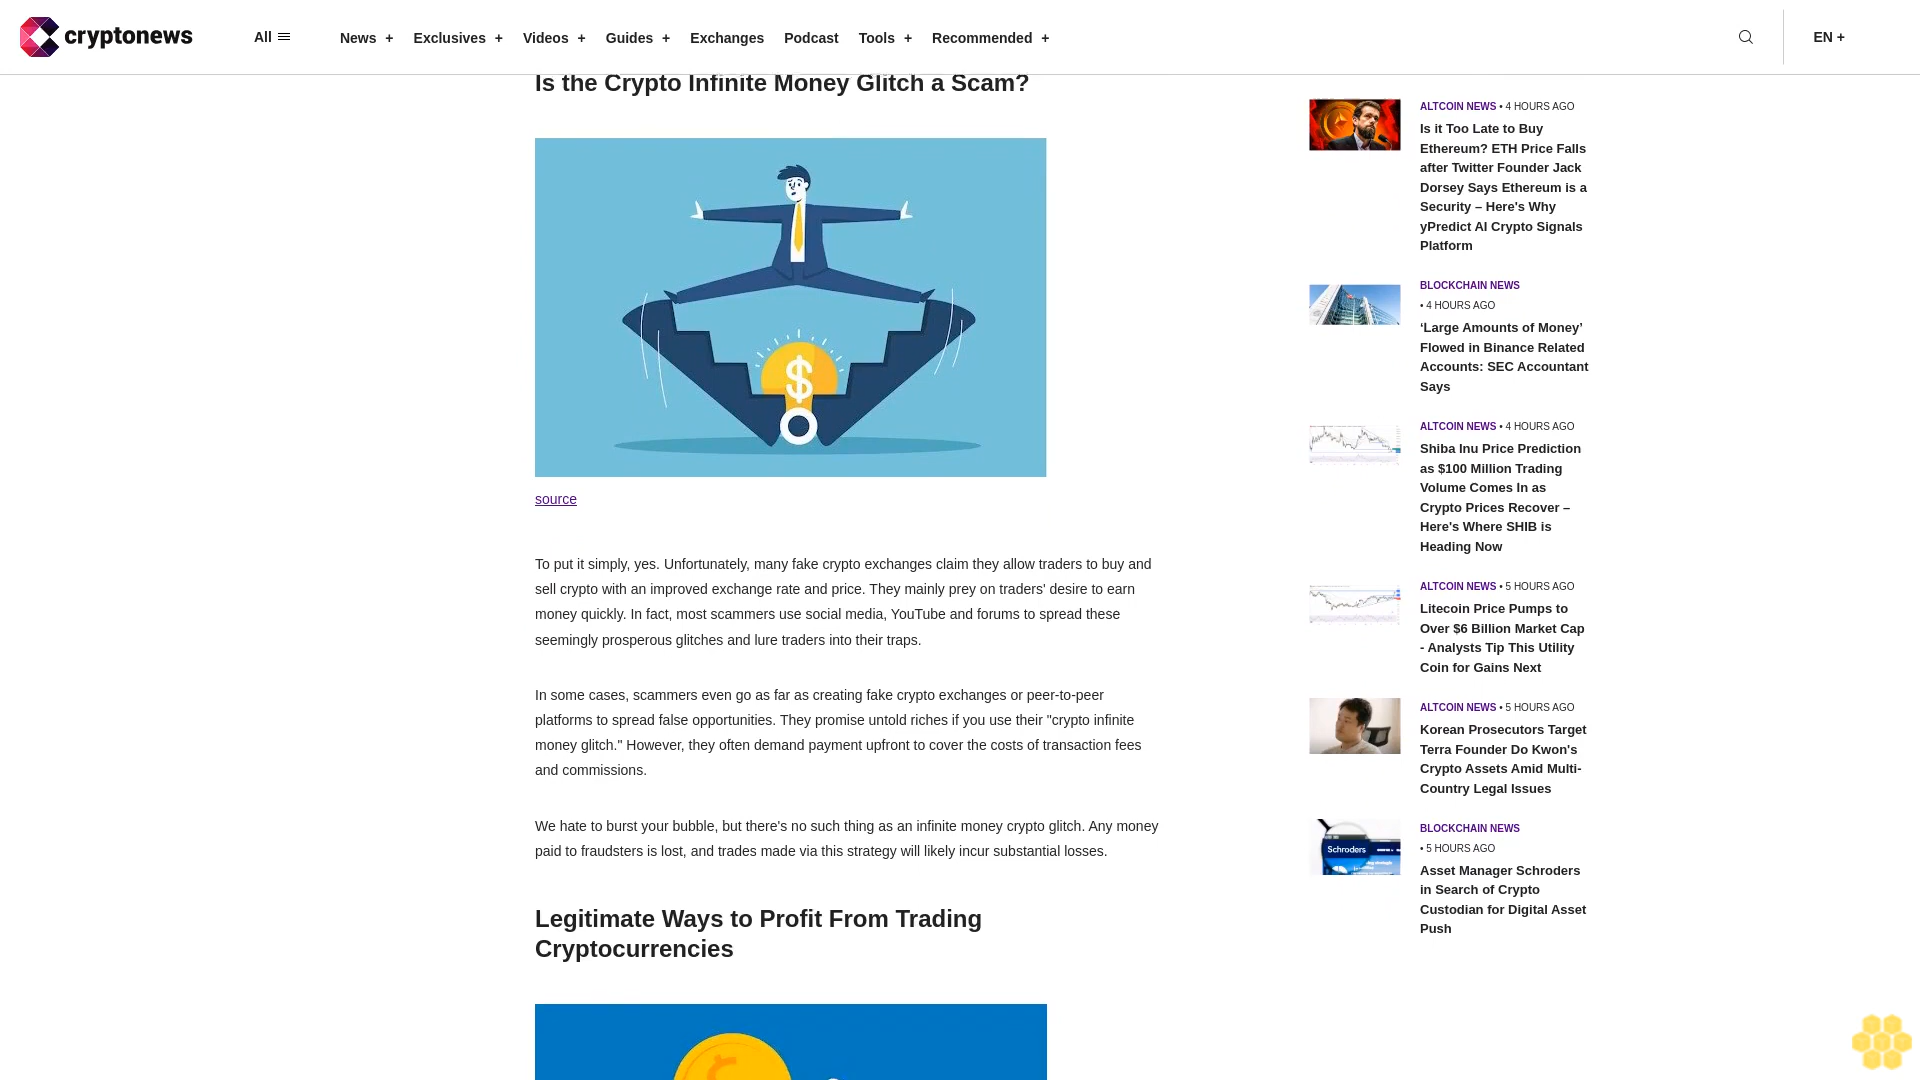 cryptonews
All
News + Exclusives + Videos + Guides + Exchanges Podcast Tools + Recommended +
EN +
Is the Crypto Infinite Money Glitch a Scam?
$
source
To put it simply, yes. Unfortunately, many fake crypto exchanges claim they allow traders to buy and
sell crypto with an improved exchange rate and price. They mainly prey on traders' desire to earn
money quickly. In fact, most scammers use social media, YouTube and forums to spread these
seemingly prosperous glitches and lure traders into their traps.
In some cases, scammers even go as far as creating fake crypto exchanges or peer-to-peer
platforms to spread false opportunities. They promise untold riches if you use their "crypto infinite
money glitch." However, they often demand payment upfront to cover the costs of transaction fees
and commissions.
We hate to burst your bubble, but there's no such thing as an infinite money crypto glitch. Any money
paid to fraudsters is lost, and trades made via this strategy will likely incur substantial losses.
Legitimate Ways to Profit From Trading
Cryptocurrencies
ALTCOIN NEWS • 4 HOURS AGO
Is it Too Late to Buy
Ethereum? ETH Price Falls
after Twitter Founder Jack
Dorsey Says Ethereum is a
Security – Here's Why
yPredict AI Crypto Signals
Platform
BLOCKCHAIN NEWS
• 4 HOURS AGO
‘Large Amounts of Money’
Flowed in Binance Related
Accounts: SEC Accountant
Says
ALTCOIN NEWS • 4 HOURS AGO
Shiba Inu Price Prediction
as $100 Million Trading
Volume Comes In as
Crypto Prices Recover –
Here's Where SHIB is
Heading Now
ALTCOIN NEWS • 5 HOURS AGO
Litecoin Price Pumps to
Over $6 Billion Market Cap
- Analysts Tip This Utility
Coin for Gains Next
ALTCOIN NEWS • 5 HOURS AGO
Korean Prosecutors Target
Terra Founder Do Kwon's
Crypto Assets Amid Multi-
Country Legal Issues
Schroders
BLOCKCHAIN NEWS
• 5 HOURS AGO
Asset Manager Schroders
in Search of Crypto
Custodian for Digital Asset
Push